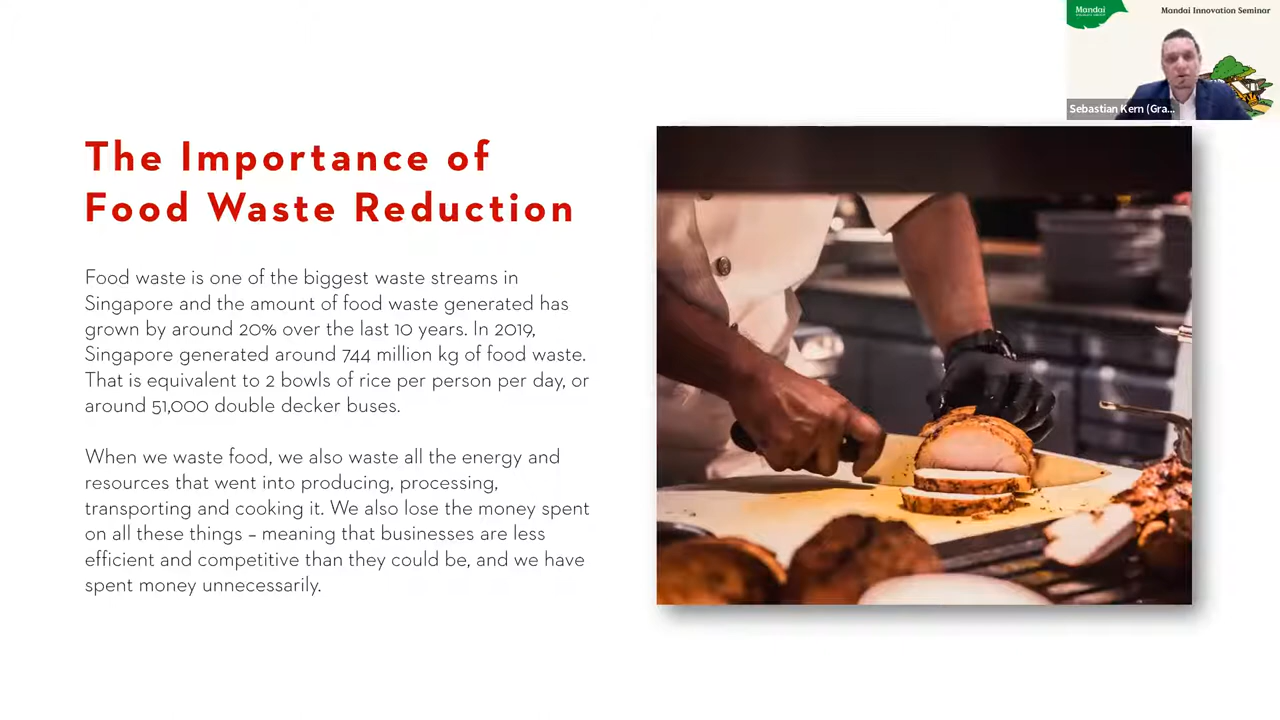 Mandai
Mandai Innovation Seminar
Sebastian Kern (Gra...
The Importance of
Food Waste Reduction
Food waste is one of the biggest waste streams in
Singapore and the amount of food waste generated has
grown by around 20% over the last 10 years. In 2019,
Singapore generated around 744 million kg of food waste.
That is equivalent to 2 bowls of rice per person per day, or
around 51,000 double decker buses.
When we waste food, we also waste all the energy and
resources that went into producing, processing,
transporting and cooking it. We also lose the money spent
on all these things – meaning that businesses are less
efficient and competitive than they could be, and we have
spent money unnecessarily.